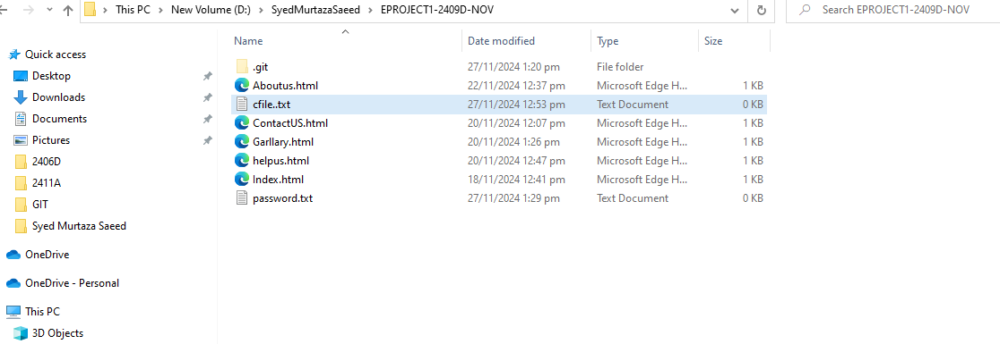 This PC > New Volume (D:) > SyedMurtazaSaeed > EPROJECT1-2409D-NOV
Search EPROJECT1-2409D-NOV
Name Date modified Type Size
Quick access
Desktop
Downloads
Documents
Pictures
2406D
2411A
GIT
Syed Murtaza Saeed
OneDrive
OneDrive - Personal
This PC
3D Objects
.git 27/11/2024 1:20 pm File folder
Aboutus.html 22/11/2024 12:37 pm Microsoft Edge H... 1 KB
cfile..txt 27/11/2024 12:53 pm Text Document 0 KB
ContactUS.html 20/11/2024 12:07 pm Microsoft Edge H... 1 KB
Garllary.html 20/11/2024 1:26 pm Microsoft Edge H... 1 KB
helpus.html 20/11/2024 12:47 pm Microsoft Edge H... 1 KB
Index.html 18/11/2024 12:41 pm Microsoft Edge H... 1 KB
password.txt 27/11/2024 1:29 pm Text Document 0 KB